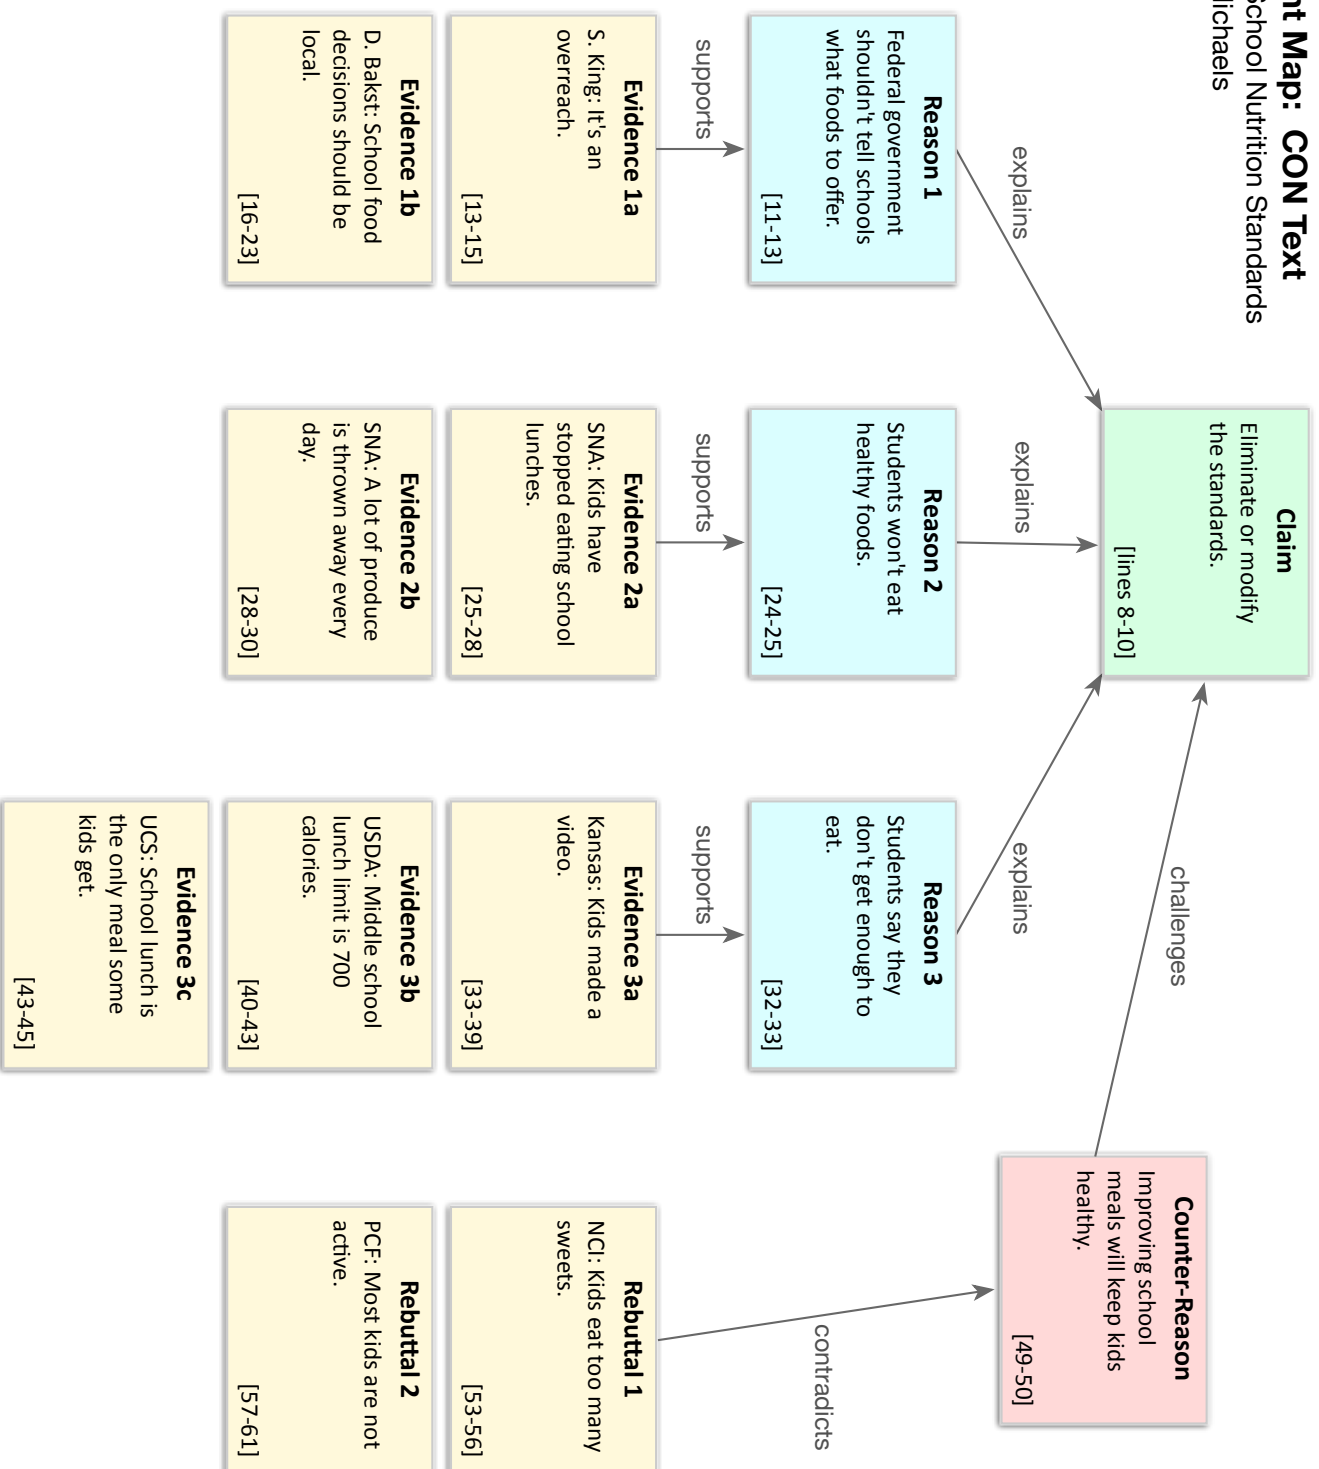 nt Map: CON Text
School Nutrition Standards
Michaels
Claim
Eliminate or modify
the standards.
[lines 8-10]
explains
explains
explains
challenges
Reason 1
Federal government
shouldn't tell schools
what foods to offer.
[11-13]
Reason 2
Students won't eat
healthy foods.
[24-25]
Reason 3
Students say they
don't get enough to
eat.
[32-33]
Counter-Reason
Improving school
meals will keep kids
healthy.
[49-50]
supports
supports
supports
contradicts
Evidence 1a
S. King: It's an
overreach.
[13-15]
Evidence 2a
SNA: Kids have
stopped eating school
lunches.
[25-28]
Evidence 3a
Kansas: Kids made a
video.
[33-39]
Rebuttal 1
NCI: Kids eat too many
sweets.
[53-56]
Evidence 1b
D. Bakst: School food
decisions should be
local.
[16-23]
Evidence 2b
SNA: A lot of produce
is thrown away every
day.
[28-30]
Evidence 3b
USDA: Middle school
lunch limit is 700
calories.
[40-43]
Rebuttal 2
PCF: Most kids are not
active.
[57-61]
Evidence 3c
UCS: School lunch is
the only meal some
kids get.
[43-45]